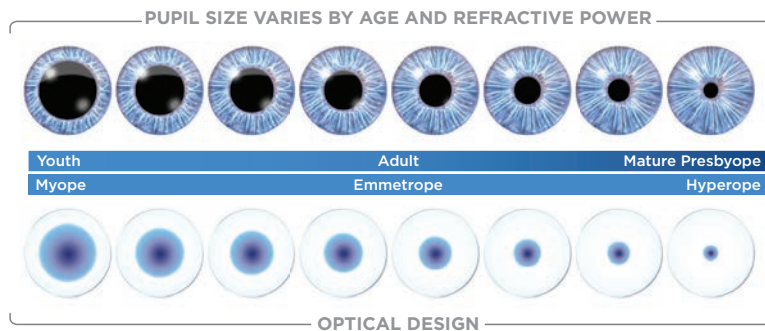 PUPIL SIZE VARIES BY AGE AND REFRACTIVE POWER
Youth Adult Mature Presbyope
Myope Emmetrope Hyperope
OPTICAL DESIGN